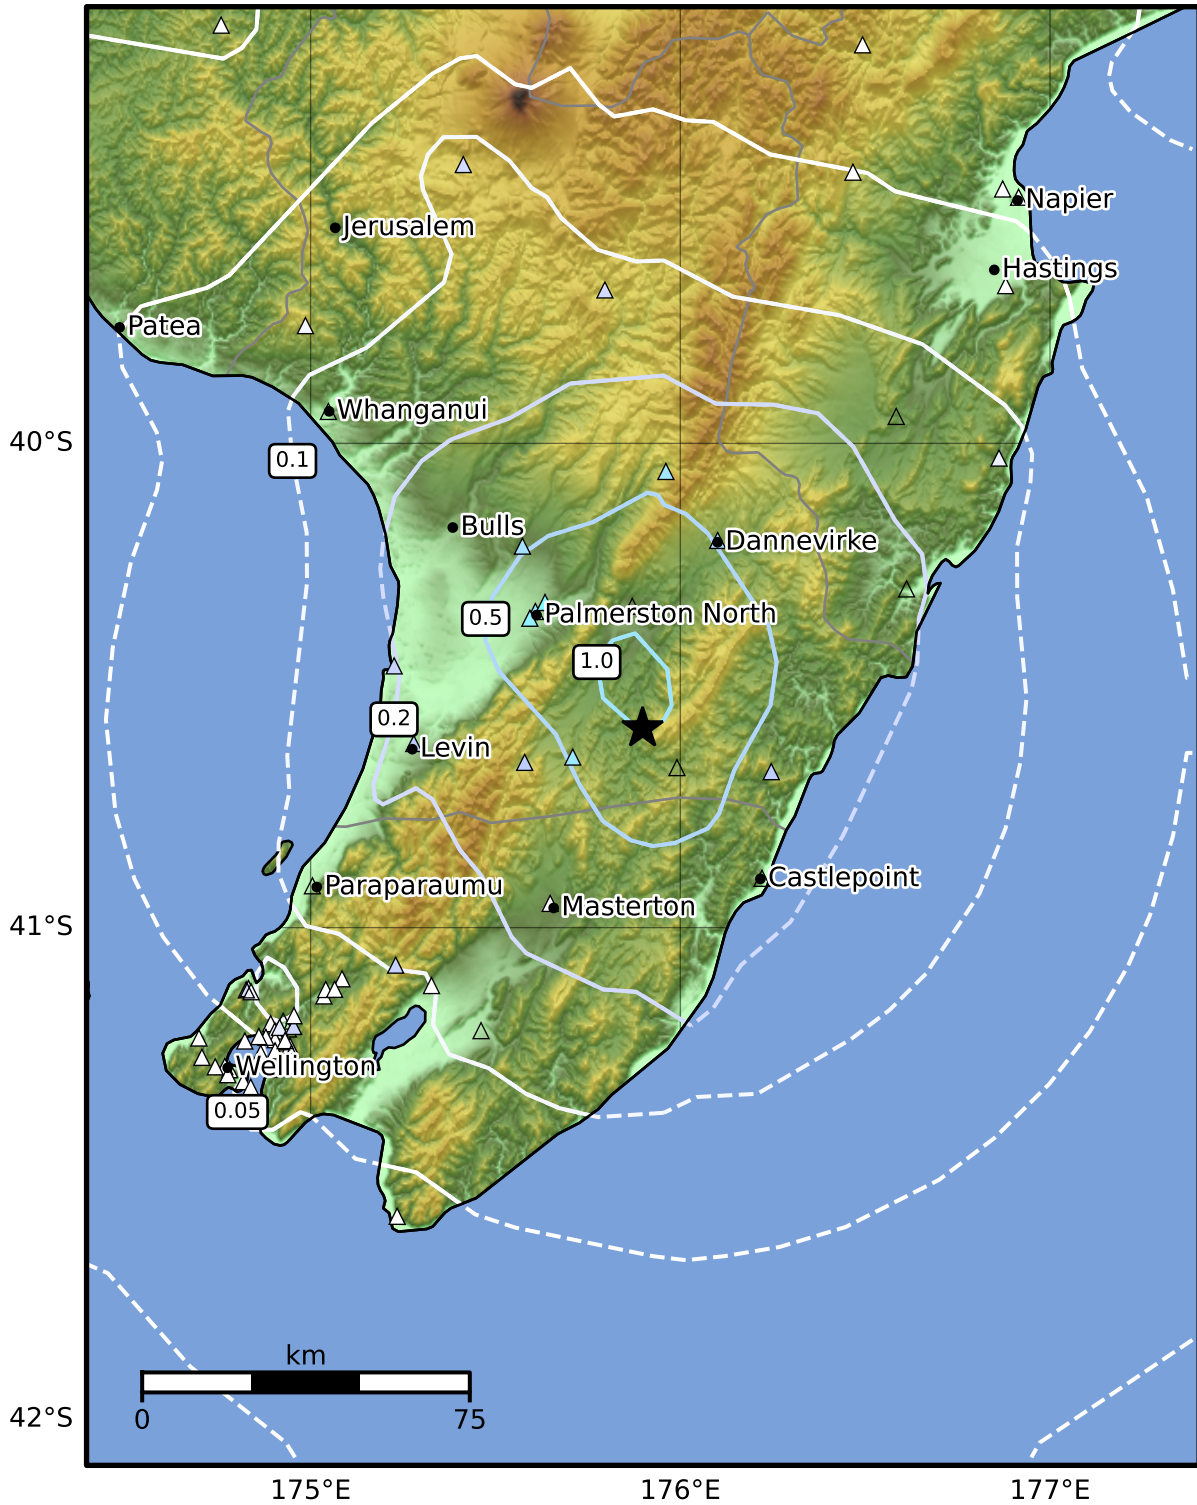 Napier
Jerusalem
Hastings
Patea
Whanganui
40°S
0.1
Bulls
Dannevirke
0.5
Palmerston North
1.0
0.2
Levin
Castlepoint
Paraparaumu
Masterton
41°S
Wellington
0.05
km
0
75
42°S
175°E
176°E
177°E